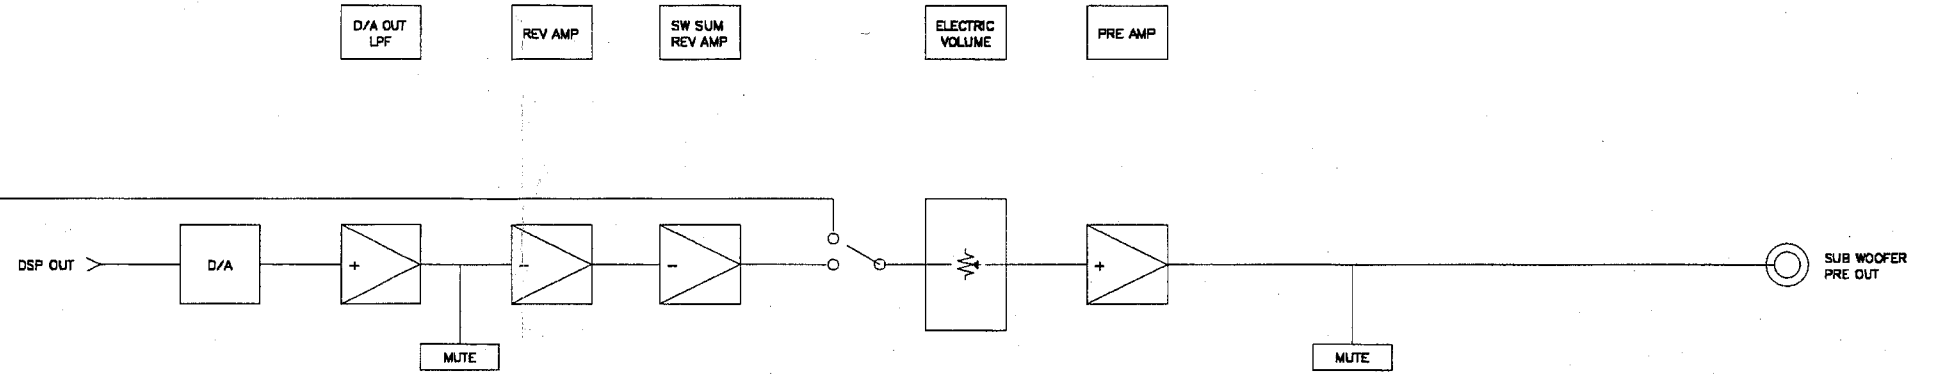 D/A OUT
LPF
REV AMP
SW SUM
REV AMP
ELECTRIC
VOLUME
PRE AMP
DSP OUT
D/A
+
−
−
+
SUB WOOFER
PRE OUT
MUTE
MUTE